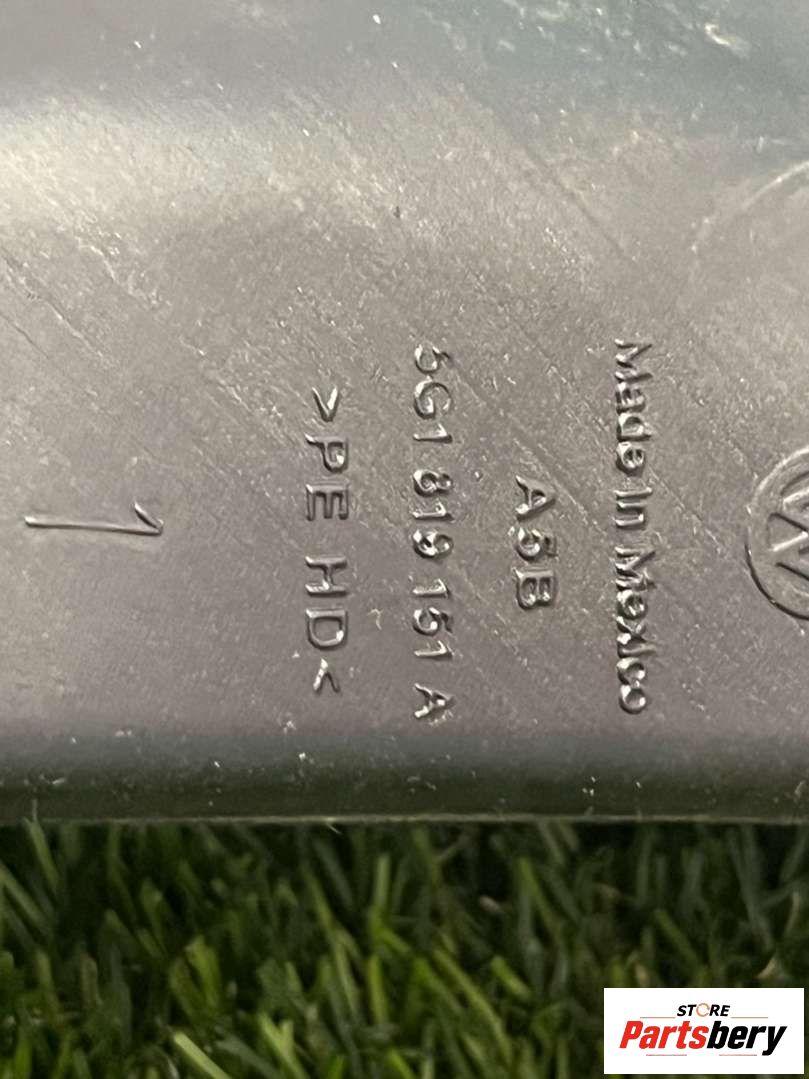 Made In Mexico
A5B
5G1 819 151 A
>PE HD<
1
STORE
Partsbery